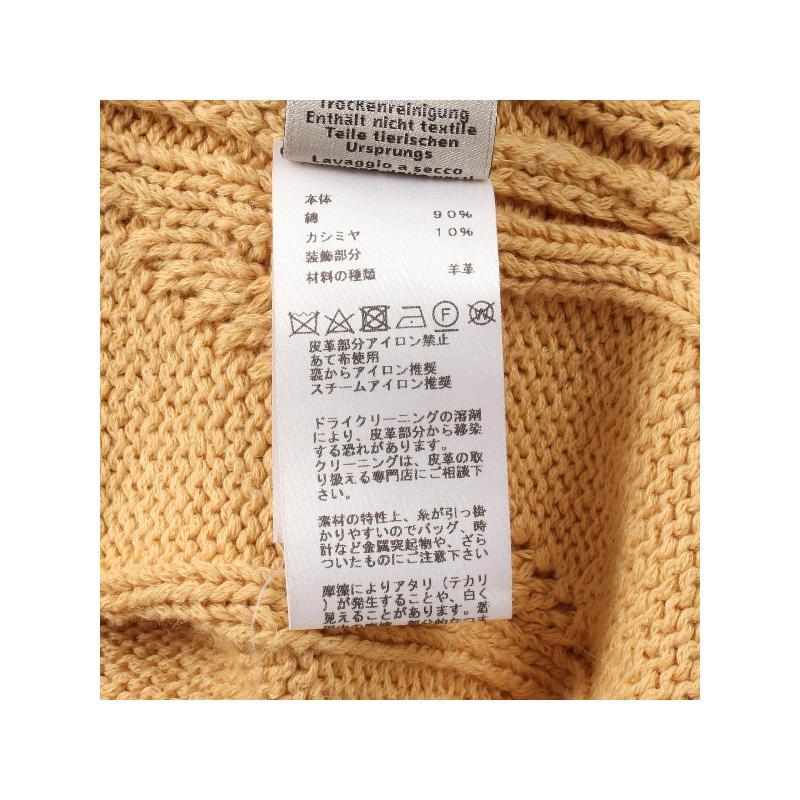 Trockenreinigung
Enthält nicht textile
Teile tierischen
Ursprungs
Lavaggio a secco
本体
綿 90%
カシミヤ 10%
装飾部分
材料の種類 羊革
F W
皮革部分アイロン禁止
あて布使用
裏からアイロン推奨
スチームアイロン推奨
ドライクリーニングの溶剤
により、皮革部分から移染
する恐れがあります。
クリーニングは、皮革の取
り扱える専門店にご相談下
さい。
素材の特性上、糸が引っ掛
かりやすいのでバッグ、時
計など金属突起物や、ざら
ついたものにご注意下さい
摩擦によりアタリ(テカリ
)が発生することや、白く
見えることがあります。着